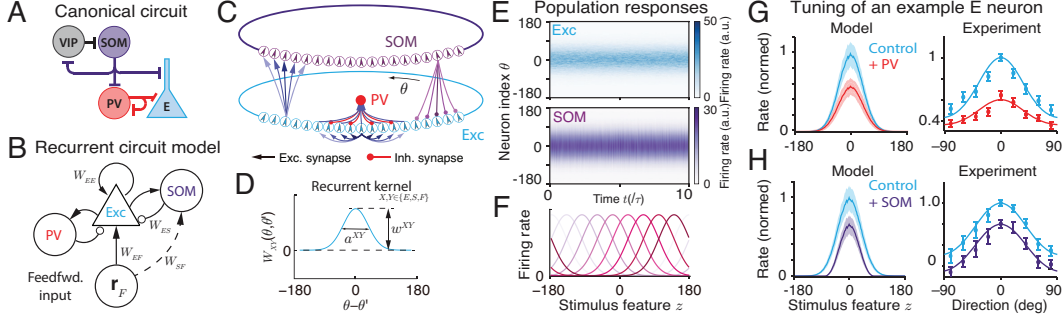 A
Canonical circuit
VIP
SOM
PV
E
B
Recurrent circuit model
W_EE
Exc
SOM
PV
W_ES
W_EF
W_SF
Feedfwd.
input
r_F
C
SOM
θ
PV
Exc
Exc. synapse
Inh. synapse
D
Recurrent kernel
X,Y∈{E,S,F}
W_XY(θ,θ')
0
a^XY
w^XY
-180 0 180
θ−θ'
E
Population responses
Exc
180
90
0
-90
-180
50
0
Firing rate (a.u.)
Neuron index θ
SOM
180
90
0
-180
30
0
Firing rate (a.u.)
0 10
Time t(/τ)
F
Firing rate
0
−180 −90 0 90 180
Stimulus feature z
G
Tuning of an example E neuron
Model
Control
+ PV
Rate (normed)
1
0
-180 0 180
Experiment
1
0.4
-90 0 90
H
Model
Control
+ SOM
Rate (normed)
1
0
-180 0 180
Stimulus feature z
Experiment
1.0
0
-90 0 90
Direction (deg)